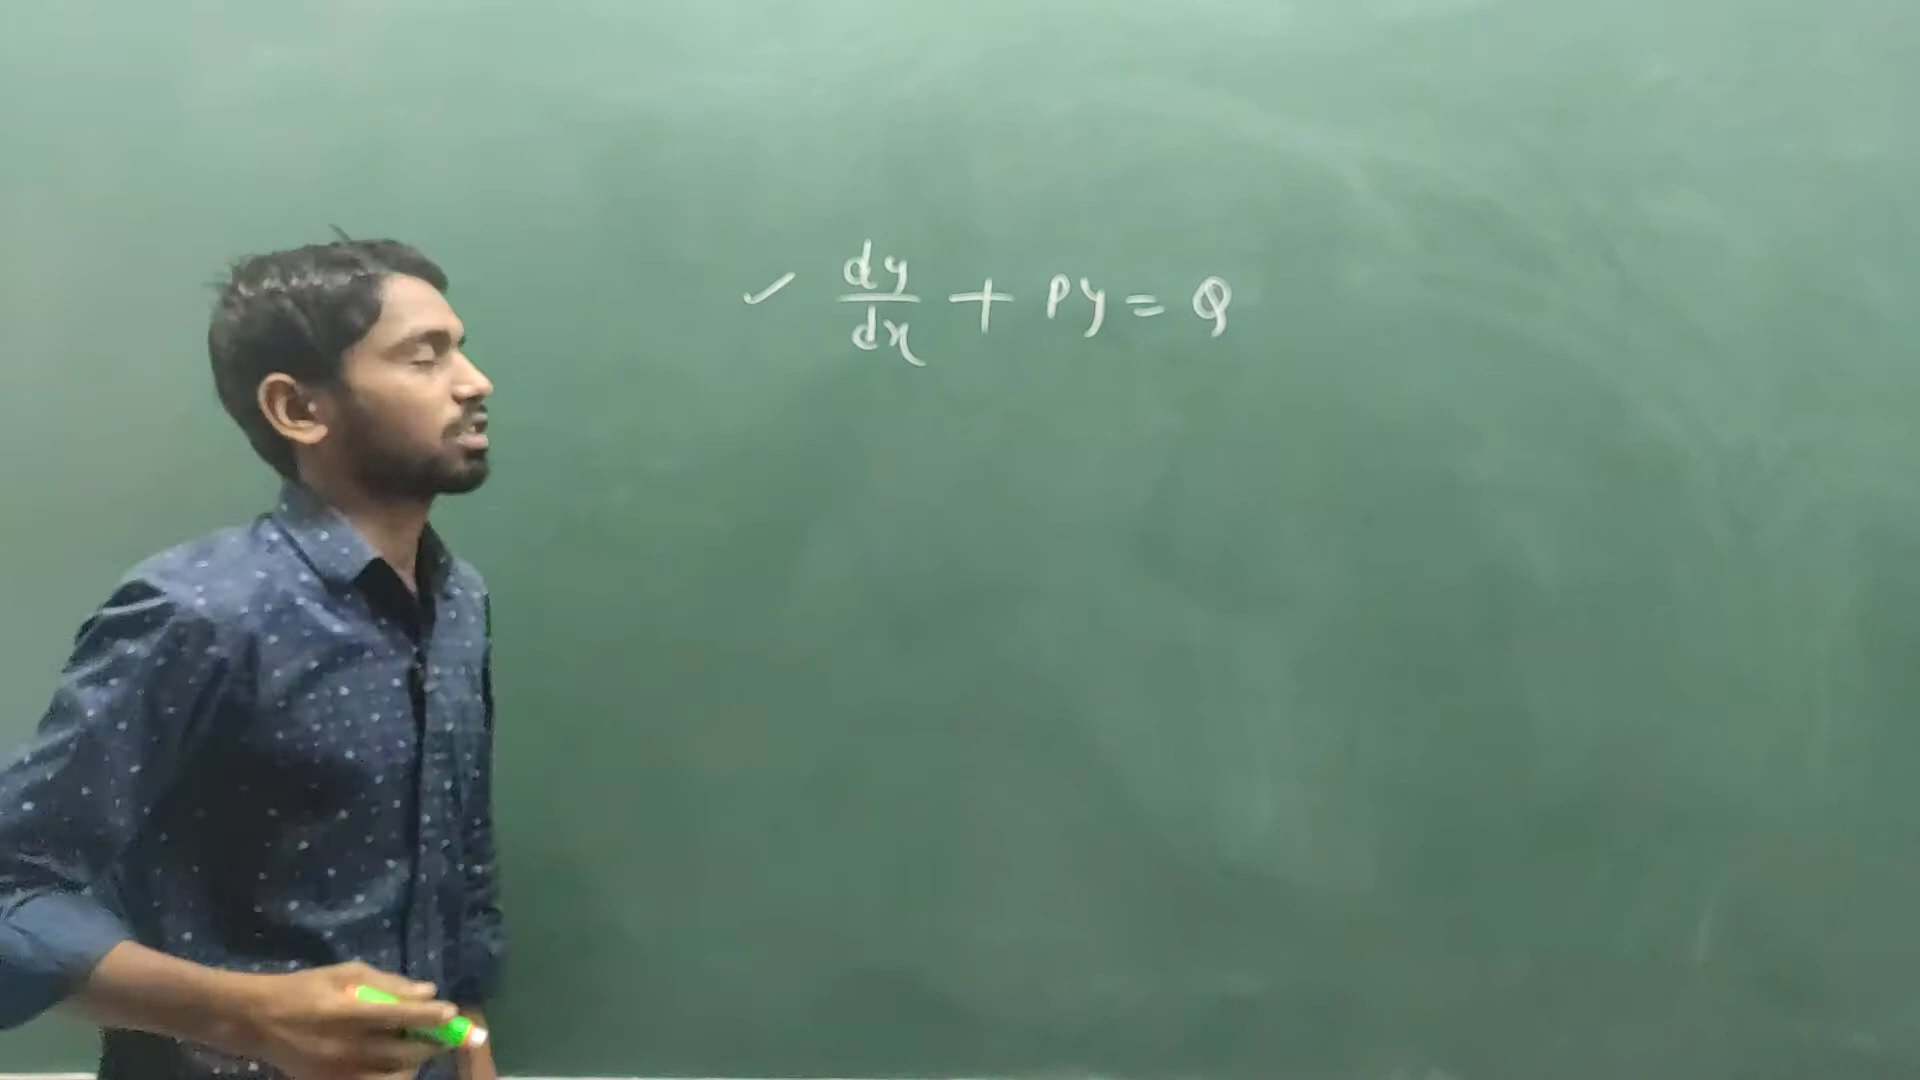 ✓ dy/dx + Py = Q